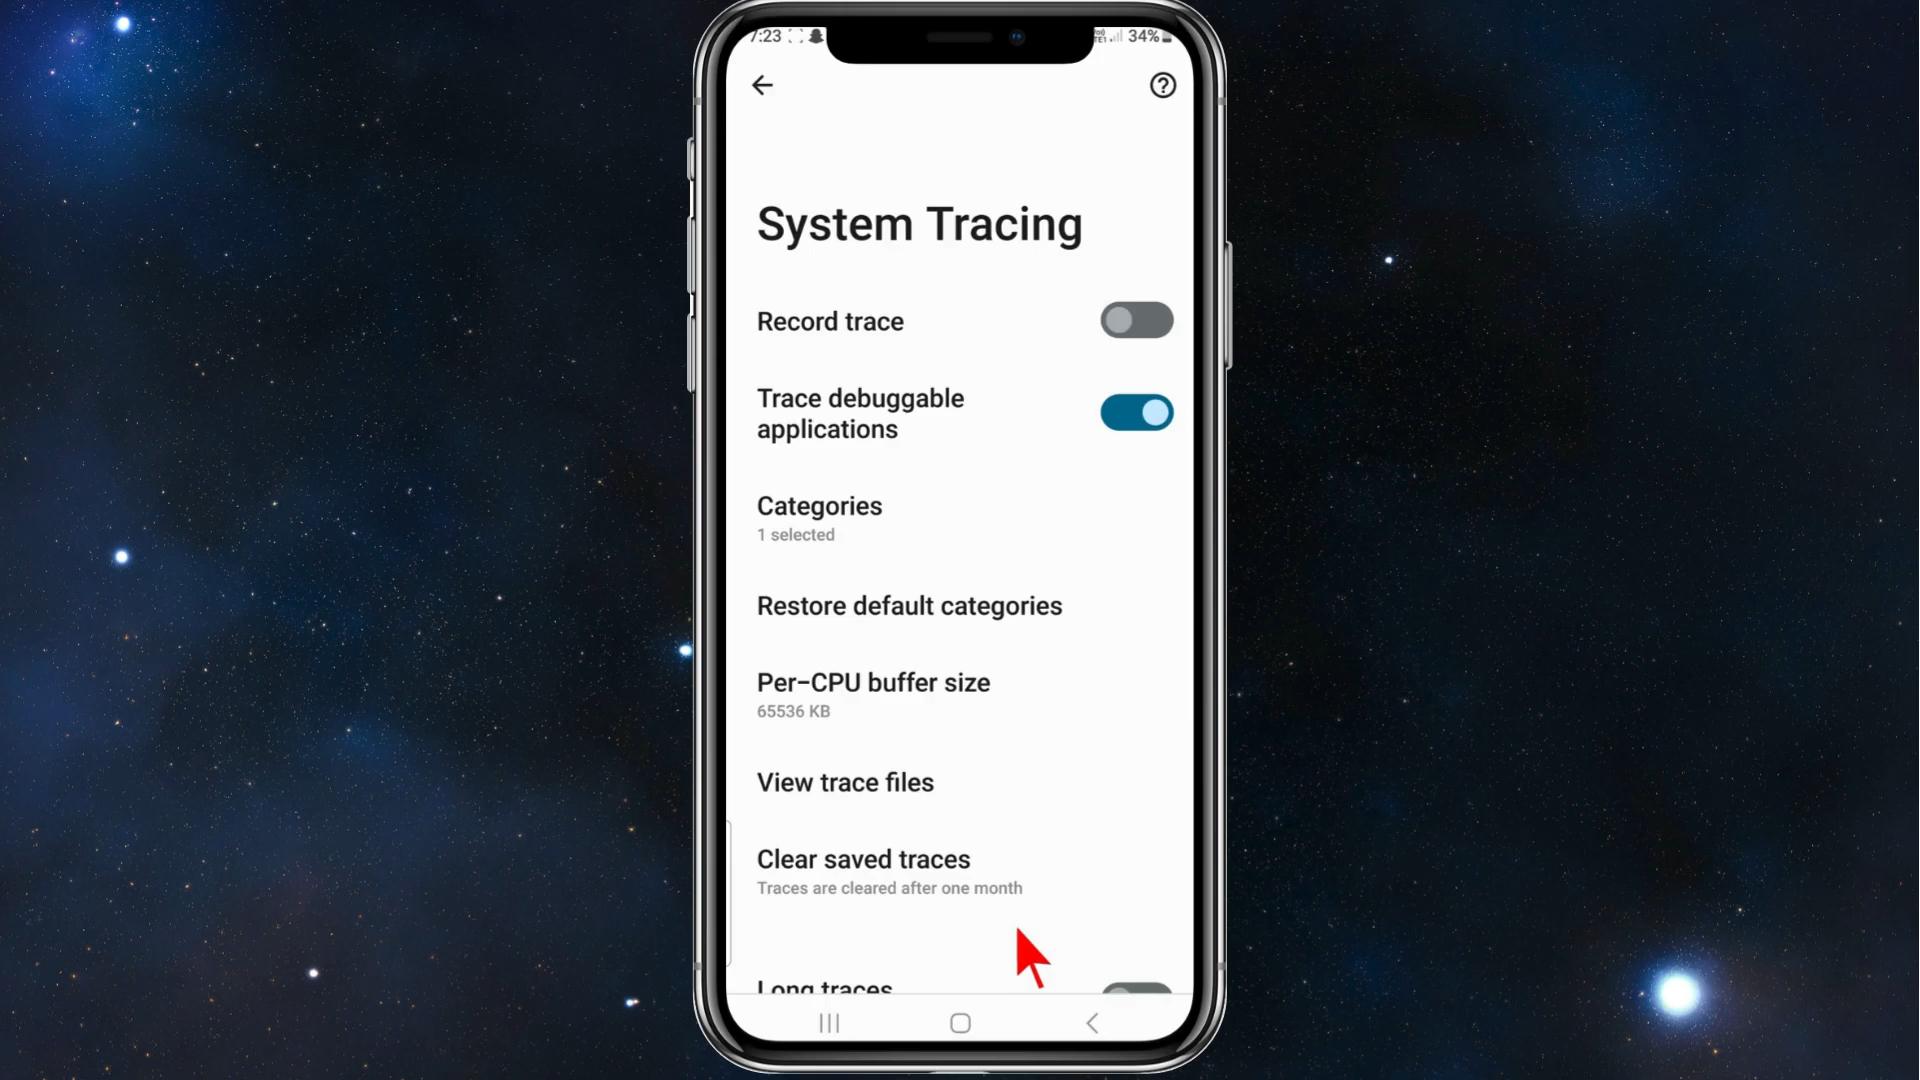 7:23 34%
System Tracing
Record trace
Trace debuggable
applications
Categories
1 selected
Restore default categories
Per-CPU buffer size
65536 KB
View trace files
Clear saved traces
Traces are cleared after one month
Long traces